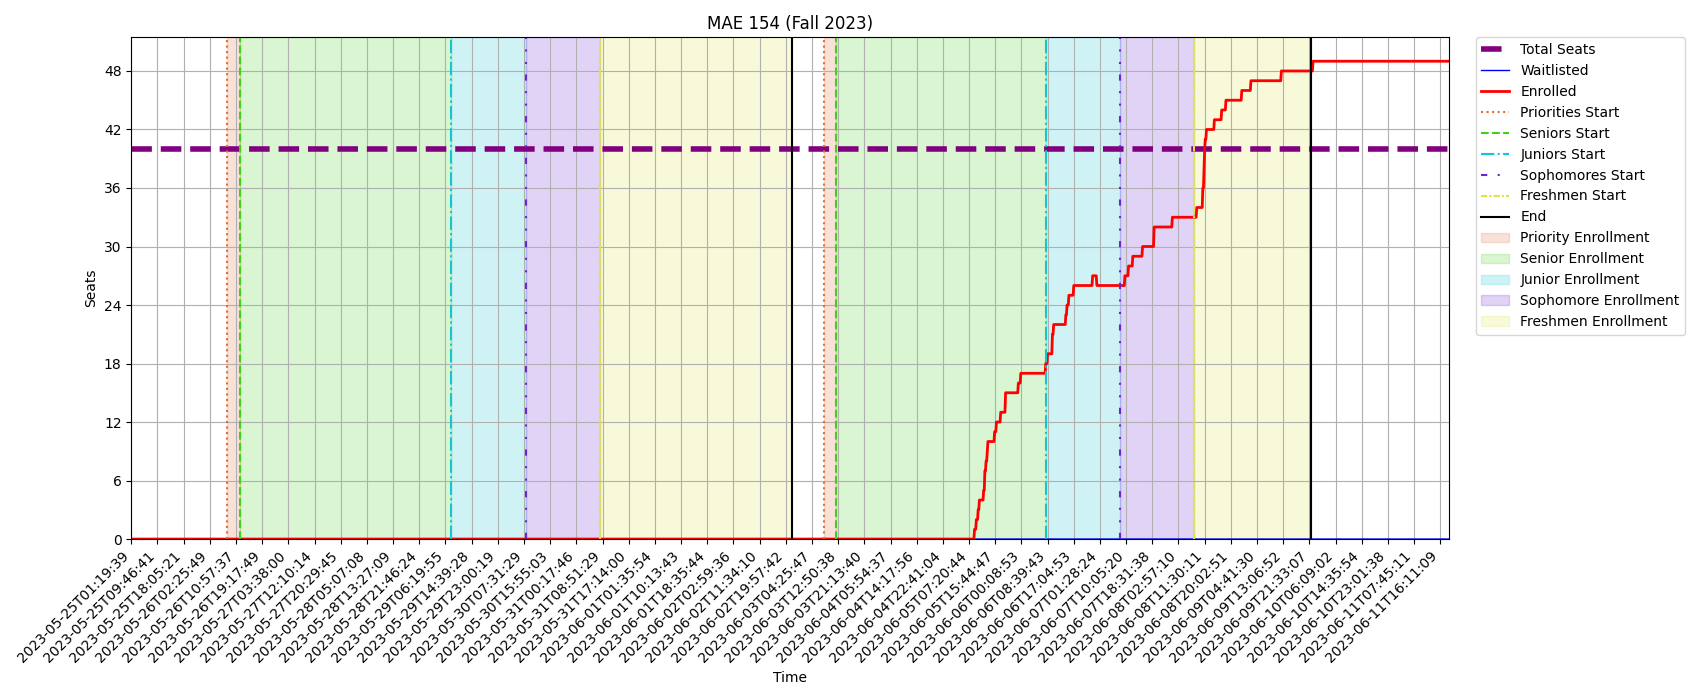 MAE 154 (Fall 2023)
Seats
48
42
36
30
24
18
12
6
0
2023-05-25T01:19:39
2023-05-25T09:46:41
2023-05-25T18:05:21
2023-05-26T02:25:49
2023-05-26T10:57:37
2023-05-26T19:17:49
2023-05-27T03:38:00
2023-05-27T12:10:14
2023-05-27T20:29:45
2023-05-28T05:07:08
2023-05-28T13:27:09
2023-05-28T21:46:24
2023-05-29T06:19:55
2023-05-29T14:39:28
2023-05-29T23:00:19
2023-05-30T07:31:29
2023-05-30T15:55:03
2023-05-31T00:17:46
2023-05-31T08:51:29
2023-05-31T17:14:00
2023-06-01T01:35:54
2023-06-01T10:13:43
2023-06-01T18:35:44
2023-06-02T02:59:36
2023-06-02T11:34:10
2023-06-02T19:57:42
2023-06-03T04:25:47
2023-06-03T12:50:38
2023-06-03T21:13:40
2023-06-04T05:54:37
2023-06-04T14:17:56
2023-06-04T22:41:04
2023-06-05T07:20:44
2023-06-05T15:44:47
2023-06-06T00:08:53
2023-06-06T08:39:43
2023-06-06T17:04:53
2023-06-07T01:28:24
2023-06-07T10:05:20
2023-06-07T18:31:38
2023-06-08T02:57:10
2023-06-08T11:30:11
2023-06-08T20:02:51
2023-06-09T04:41:30
2023-06-09T13:06:52
2023-06-09T21:33:07
2023-06-10T06:09:02
2023-06-10T14:35:54
2023-06-10T23:01:38
2023-06-11T07:45:11
2023-06-11T16:11:09
Time
Total Seats
Waitlisted
Enrolled
Priorities Start
Seniors Start
Juniors Start
Sophomores Start
Freshmen Start
End
Priority Enrollment
Senior Enrollment
Junior Enrollment
Sophomore Enrollment
Freshmen Enrollment